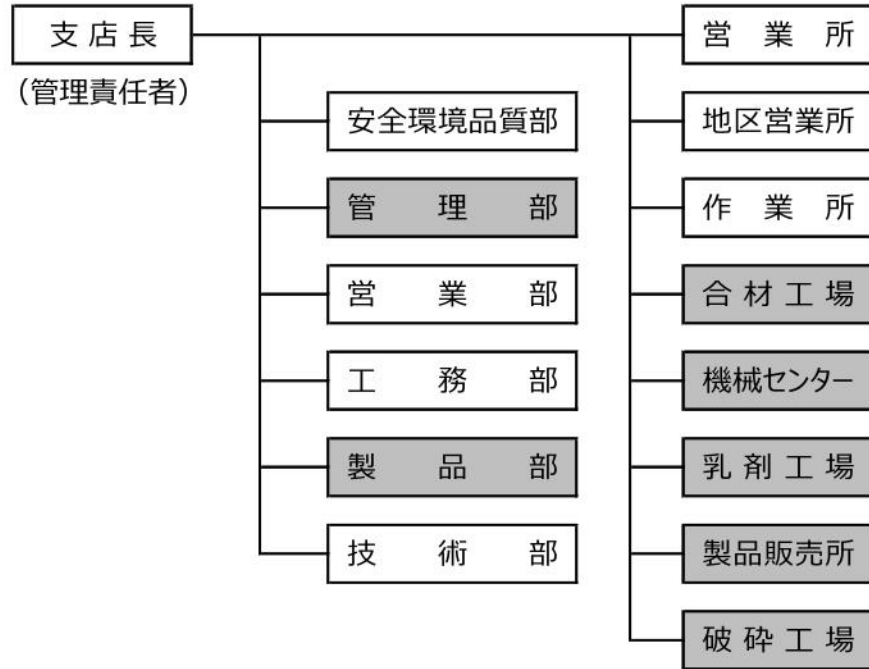 支店長
(管理責任者)
安全環境品質部
管理部
営業部
工務部
製品部
技術部
営業所
地区営業所
作業所
合材工場
機械センター
乳剤工場
製品販売所
破砕工場